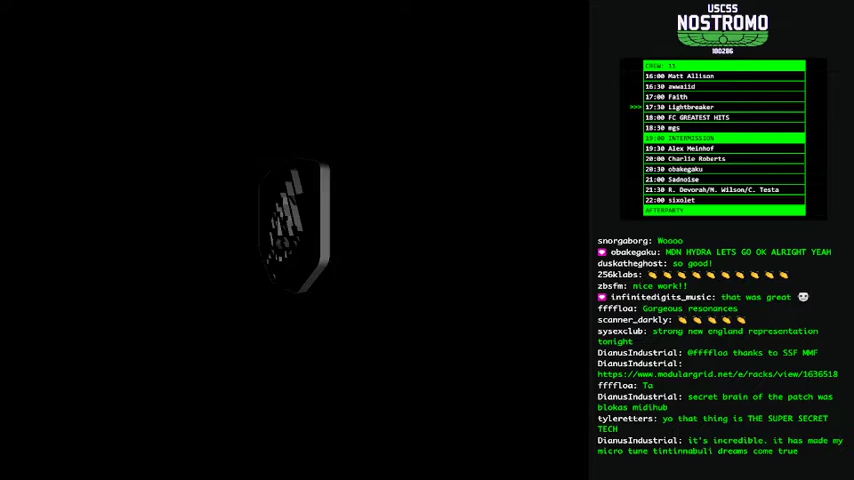 USCSS
NOSTROMO
180286
CREW: 11
16:00 Matt Allison
16:30 awwaiid
17:00 Faith
>>> 17:30 Lightbreaker
18:00 FC GREATEST HITS
18:30 mgs
19:00 INTERMISSION
19:30 Alex Meinhof
20:00 Charlie Roberts
20:30 obakegaku
21:00 Sadnoise
21:30 R. Devorah/M. Wilson/C. Testa
22:00 sixolet
AFTERPARTY
snorgaborg: Woooo
obakegaku: MDN HYDRA LETS GO OK ALRIGHT YEAH
duskatheghost: so good!
256klabs: 👏 👏 👏 👏 👏 👏 👏 👏 👏 👏
zbsfm: nice work!!
infinitedigits_music: that was great 💀
fffffloa: Gorgeous resonances
scanner_darkly: 👏 👏 👏 👏 👏
sysexclub: strong new england representation
tonight
DianusIndustrial: @fffffloa thanks to SSF MMF
DianusIndustrial:
https://www.modulargrid.net/e/racks/view/1636518
fffffloa: Ta
DianusIndustrial: secret brain of the patch was
blokas midihub
tyleretters: yo that thing is THE SUPER SECRET
TECH
DianusIndustrial: it's incredible. it has made my
micro tune tintinnabuli dreams come true